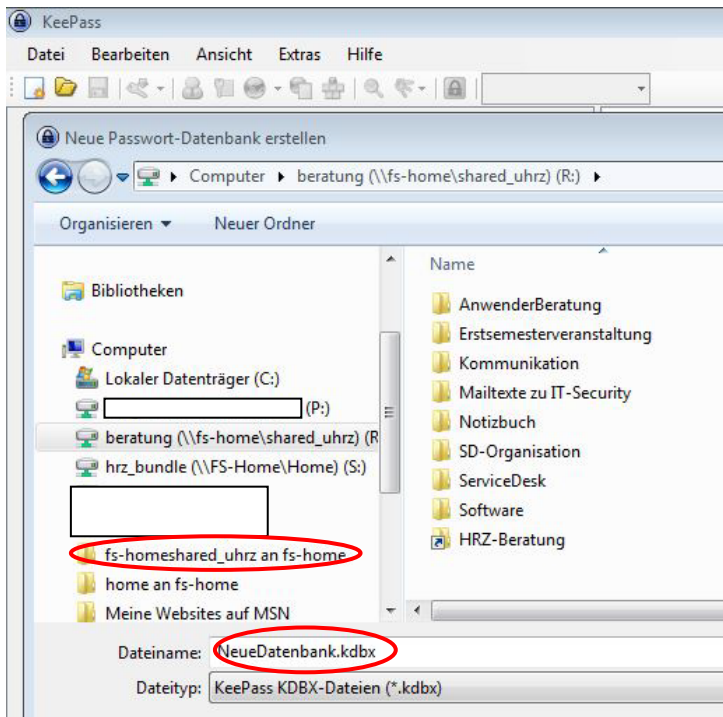 KeePass
Datei Bearbeiten Ansicht Extras Hilfe
Neue Passwort-Datenbank erstellen
Computer beratung (\\fs-home\shared_uhrz) (R:)
Organisieren Neuer Ordner
Name
Bibliotheken
Computer
Lokaler Datenträger (C:)
(P:)
beratung (\\fs-home\shared_uhrz) (R
hrz_bundle (\\FS-Home\Home) (S:)
fs-homeshared_uhrz an fs-home
home an fs-home
Meine Websites auf MSN
AnwenderBeratung
Erstsemesterveranstaltung
Kommunikation
Mailtexte zu IT-Security
Notizbuch
SD-Organisation
ServiceDesk
Software
HRZ-Beratung
Dateiname: NeueDatenbank.kdbx
Dateityp: KeePass KDBX-Dateien (*.kdbx)